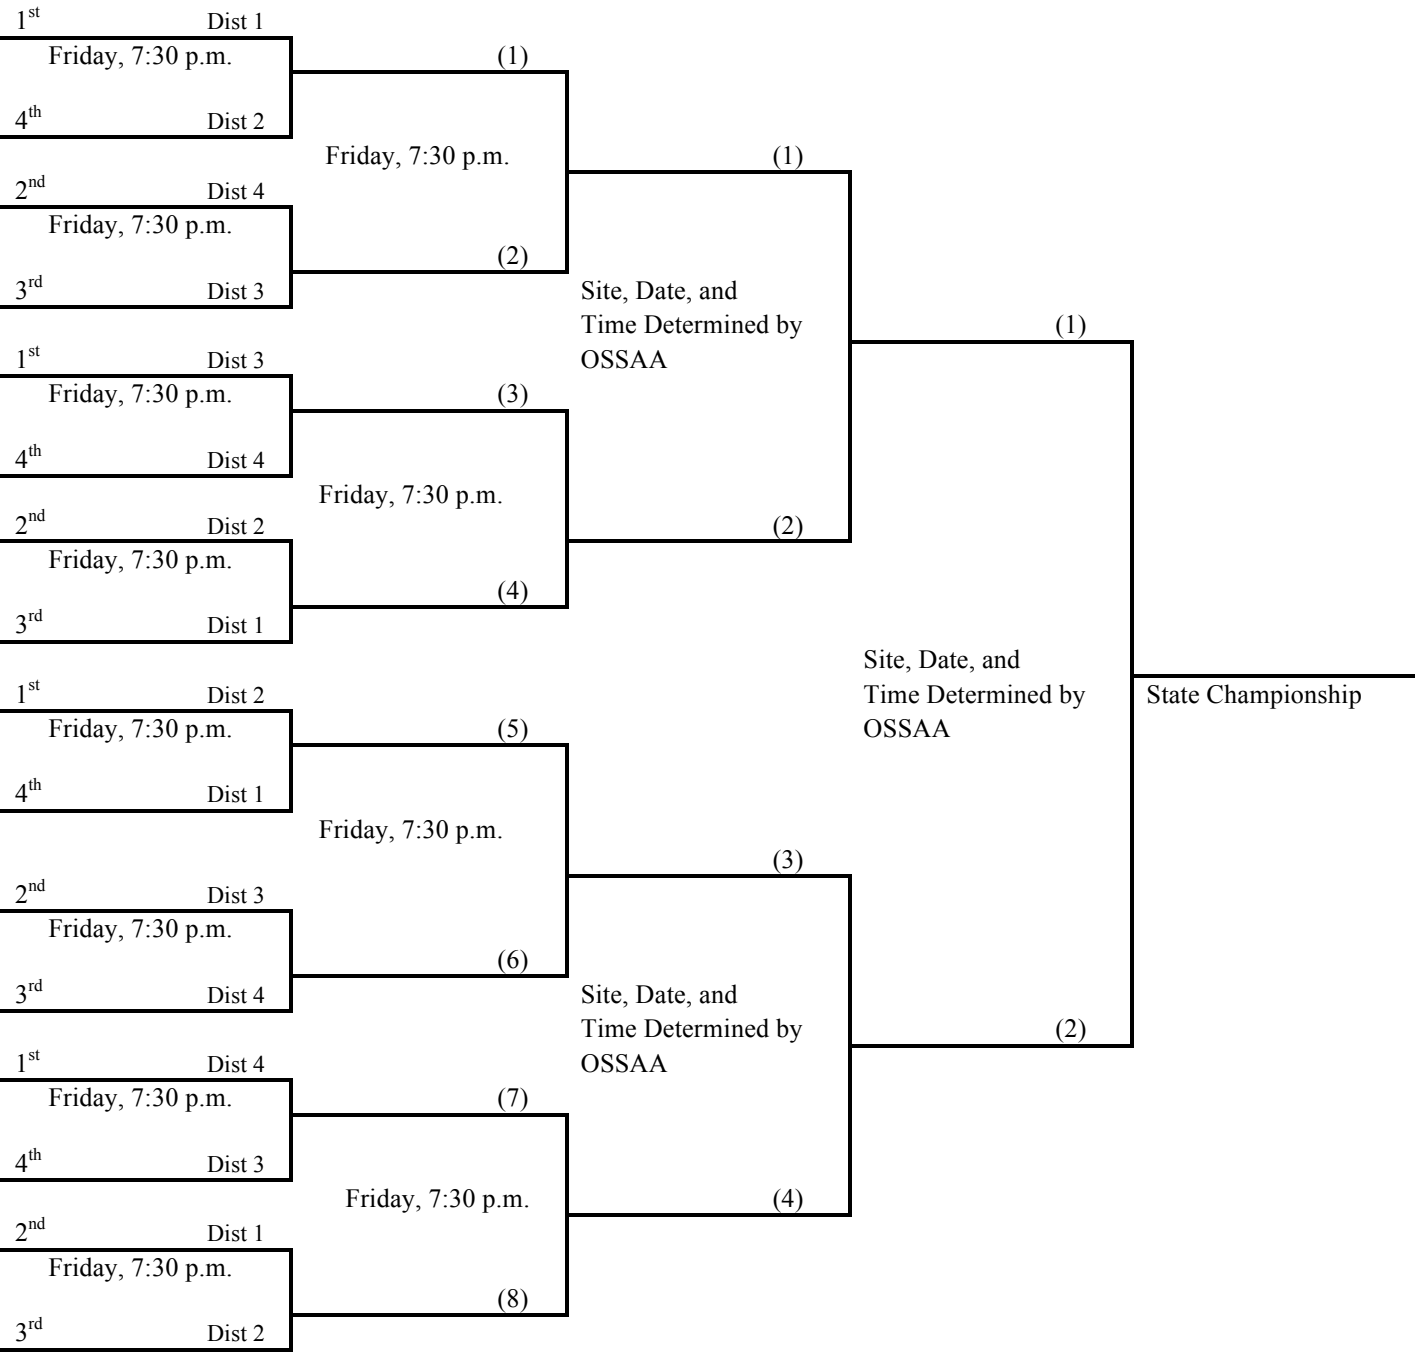 1st Dist 1
Friday, 7:30 p.m.
(1)
4th Dist 2
Friday, 7:30 p.m.
(1)
2nd Dist 4
Friday, 7:30 p.m.
(2)
3rd Dist 3
Site, Date, and
Time Determined by
OSSAA
(1)
1st Dist 3
Friday, 7:30 p.m.
(3)
4th Dist 4
Friday, 7:30 p.m.
2nd Dist 2
(2)
Friday, 7:30 p.m.
(4)
3rd Dist 1
Site, Date, and
Time Determined by
OSSAA
State Championship
1st Dist 2
Friday, 7:30 p.m.
(5)
4th Dist 1
Friday, 7:30 p.m.
(3)
2nd Dist 3
Friday, 7:30 p.m.
(6)
3rd Dist 4
Site, Date, and
Time Determined by
OSSAA
(2)
1st Dist 4
Friday, 7:30 p.m.
(7)
4th Dist 3
Friday, 7:30 p.m.
(4)
2nd Dist 1
Friday, 7:30 p.m.
(8)
3rd Dist 2